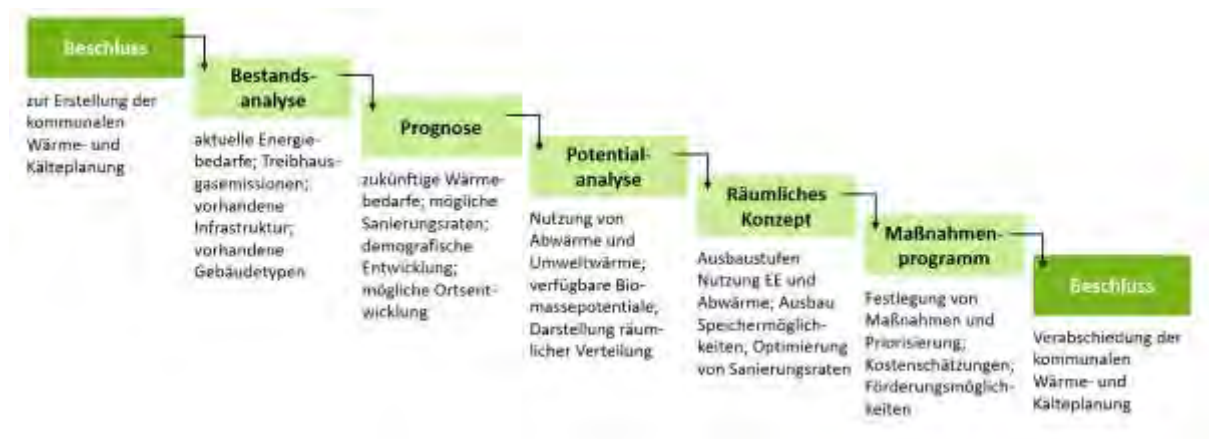 Beschluss
zur Erstellung der
kommunalen
Wärme- und
Kälteplanung
Bestands-
analyse
aktuelle Energie-
bedarfe; Treibhaus-
gasemissionen;
vorhandene
Infrastruktur;
vorhandene
Gebäudetypen
Prognose
zukünftige Wärme-
bedarfe; mögliche
Sanierungsraten;
demografische
Entwicklung;
mögliche Ortsent-
wicklung
Potential-
analyse
Nutzung von
Abwärme und
Umweltwärme;
verfügbare Bio-
massepotentiale;
Darstellung räum-
licher Verteilung
Räumliches
Konzept
Ausbaustufen
Nutzung EE und
Abwärme; Ausbau
Speichermöglich-
keiten; Optimierung
von Sanierungsraten
Maßnahmen-
programm
Festlegung von
Maßnahmen und
Priorisierung;
Kostenschätzungen;
Förderungsmöglich-
keiten
Beschluss
Verabschiedung der
kommunalen
Wärme- und
Kälteplanung